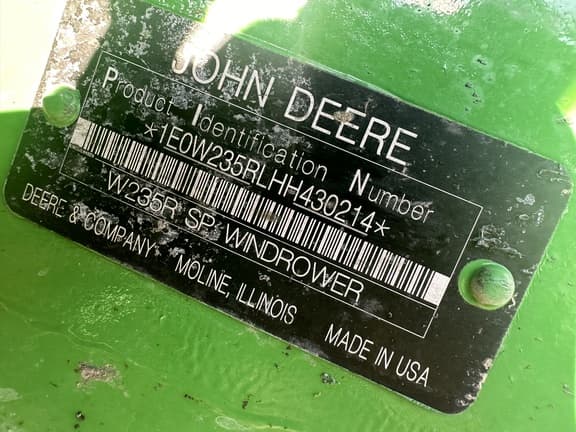 JOHN DEERE
Product Identification Number
*1E0W235RLHH430214*
W235R SP WINDROWER
DEERE & COMPANY MOLINE, ILLINOIS MADE IN USA